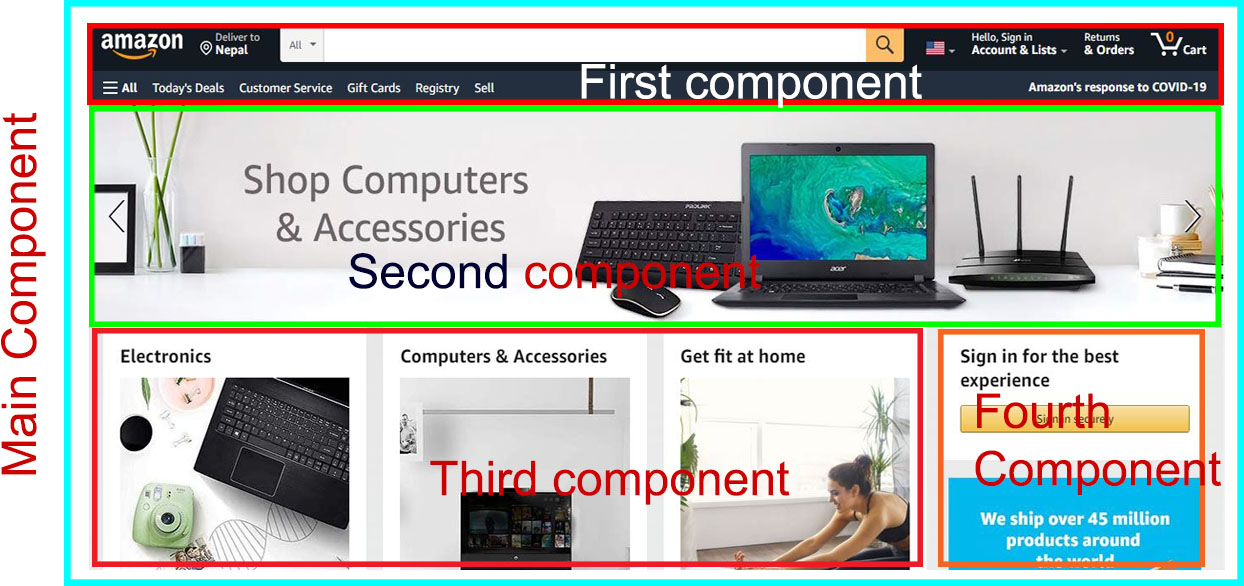 Main Component
amazon
Deliver to
Nepal
All
Hello, Sign in
Account & Lists
Returns
& Orders
0
Cart
All Today's Deals Customer Service Gift Cards Registry Sell
First component
Amazon's response to COVID-19
Shop Computers
& Accessories
PROLINK
acer
Second component
Electronics
Computers & Accessories
Get fit at home
Sign in for the best
experience
Sign in securely
Third component
Fourth
Component
We ship over 45 million
products around
the world